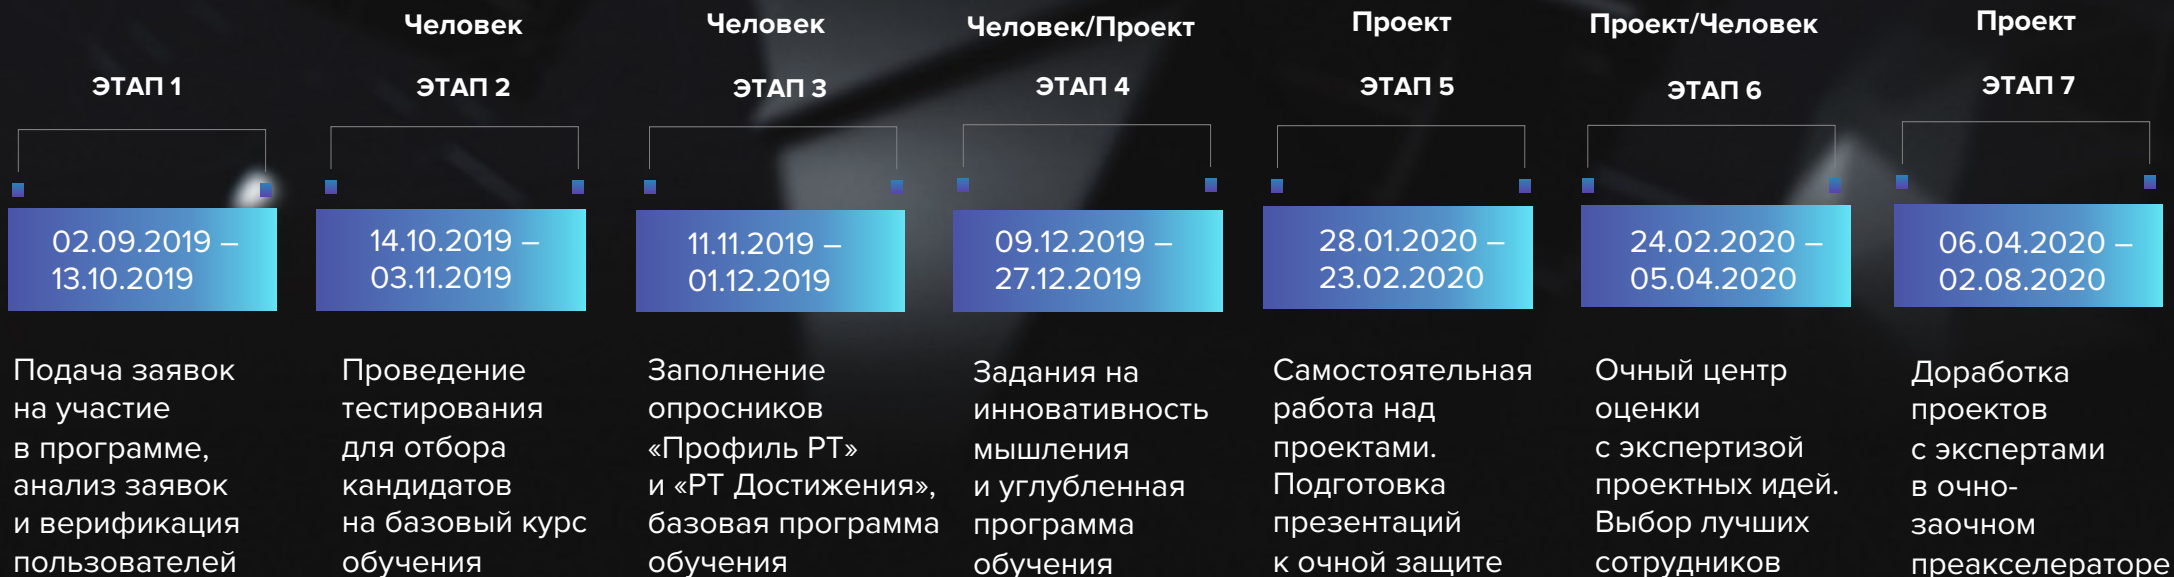 ЭТАП 1
02.09.2019 –
13.10.2019
Подача заявок
на участие
в программе,
анализ заявок
и верификация
пользователей
Человек
ЭТАП 2
14.10.2019 –
03.11.2019
Проведение
тестирования
для отбора
кандидатов
на базовый курс
обучения
Человек
ЭТАП 3
11.11.2019 –
01.12.2019
Заполнение
опросников
«Профиль РТ»
и «РТ Достижения»,
базовая программа
обучения
Человек/Проект
ЭТАП 4
09.12.2019 –
27.12.2019
Задания на
инновативность
мышления
и углубленная
программа
обучения
Проект
ЭТАП 5
28.01.2020 –
23.02.2020
Самостоятельная
работа над
проектами.
Подготовка
презентаций
к очной защите
Проект/Человек
ЭТАП 6
24.02.2020 –
05.04.2020
Очный центр
оценки
с экспертизой
проектных идей.
Выбор лучших
сотрудников
Проект
ЭТАП 7
06.04.2020 –
02.08.2020
Доработка
проектов
с экспертами
в очно-
заочном
преакселераторе